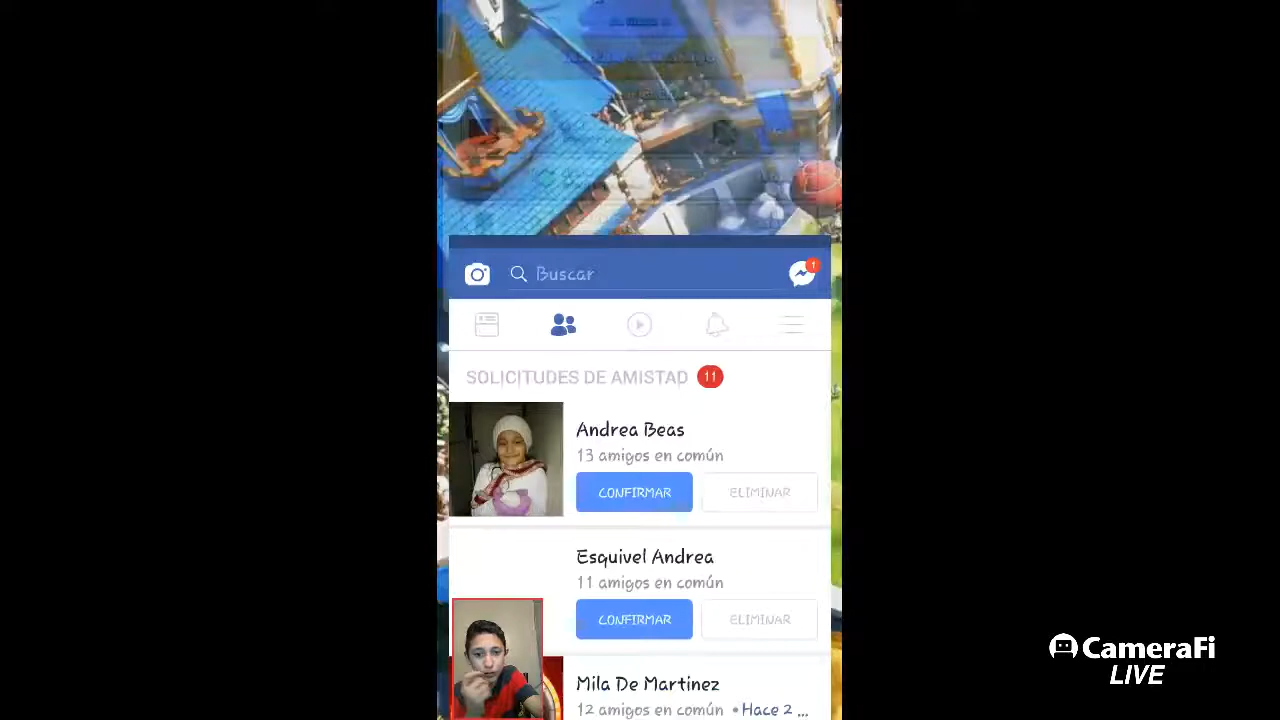 Buscar
1
SOLICITUDES DE AMISTAD 11
Andrea Beas
13 amigos en común
CONFIRMAR ELIMINAR
Esquivel Andrea
11 amigos en común
CONFIRMAR ELIMINAR
Mila De Martinez
12 amigos en común • Hace 2 ...
CameraFi
LIVE